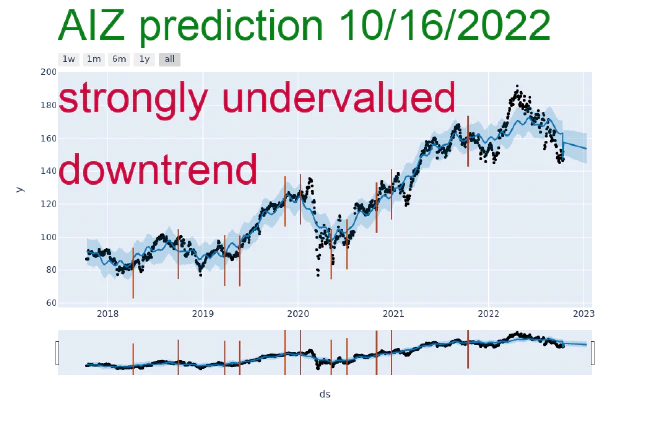 AIZ prediction 10/16/2022
1w 1m 6m 1y all
strongly undervalued
downtrend
200
180
160
140
120
100
80
60
y
2018 2019 2020 2021 2022 2023
ds